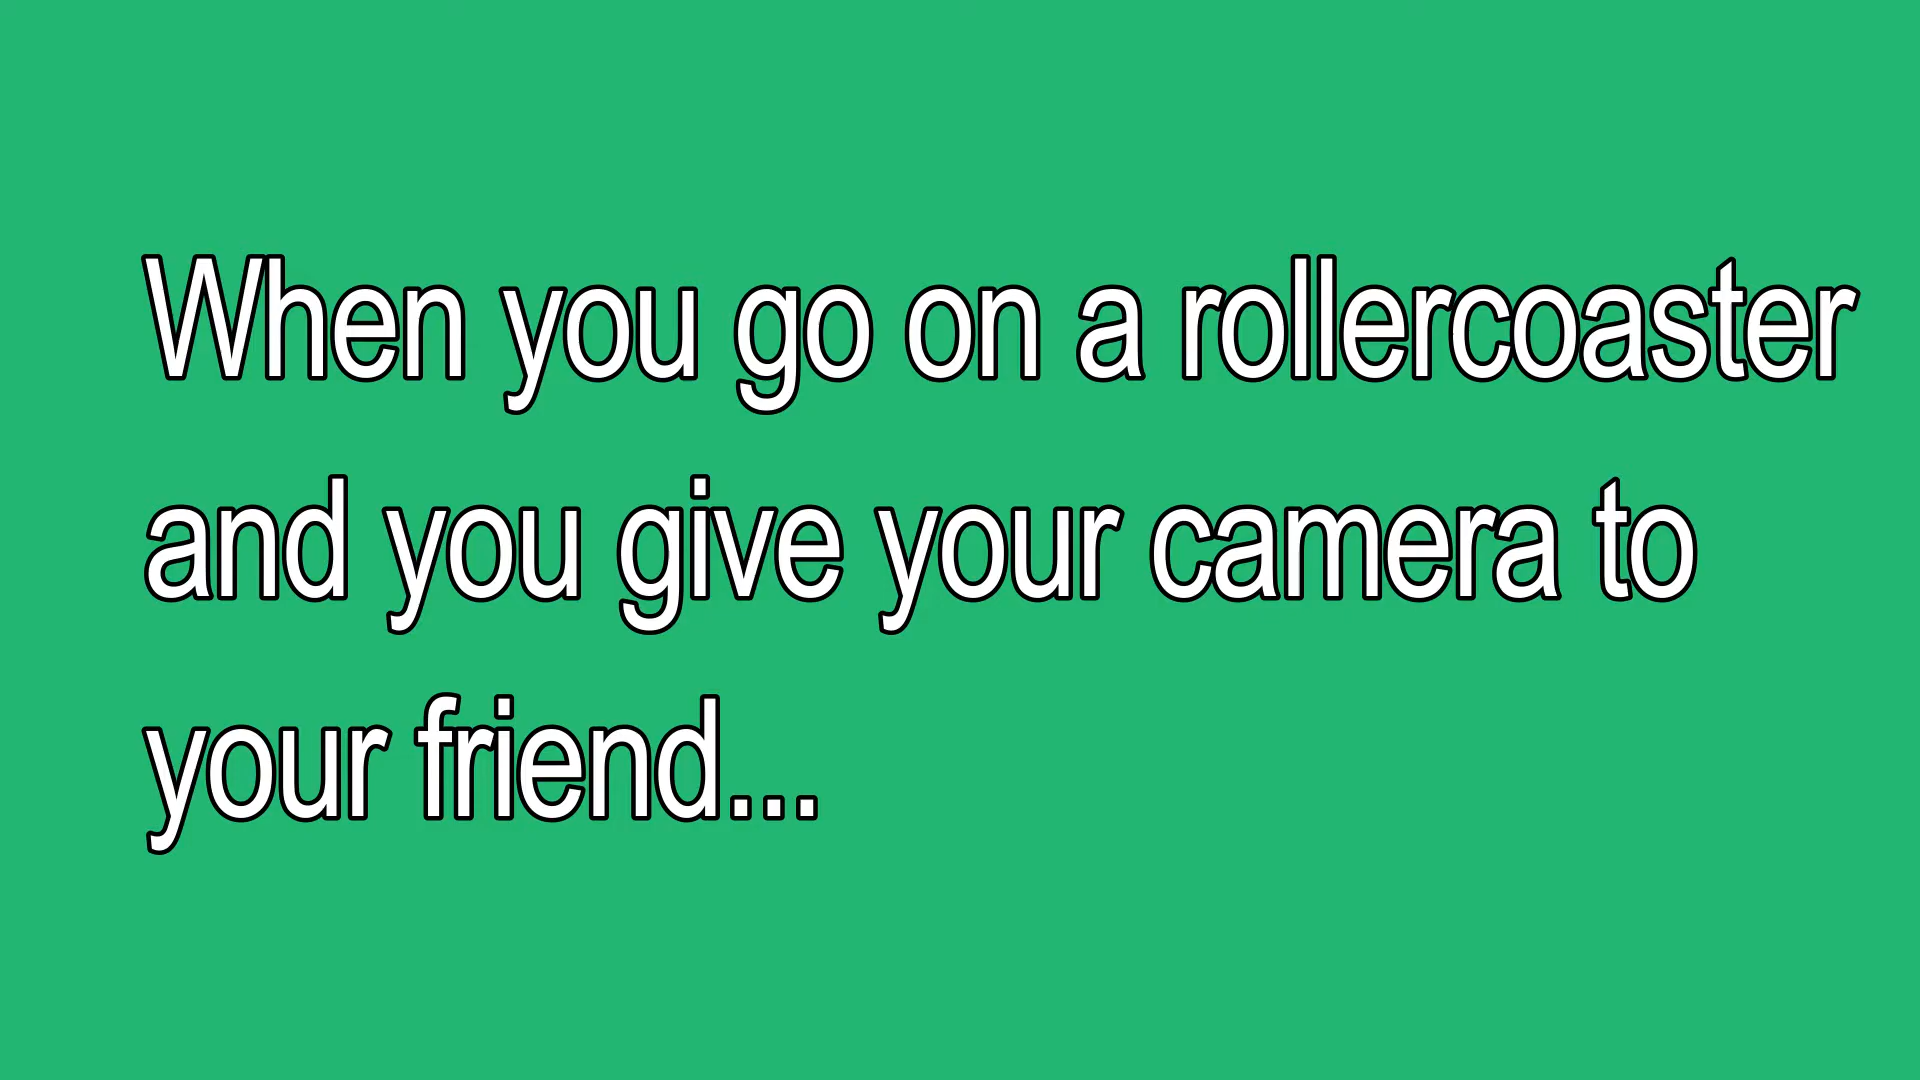 When you go on a rollercoaster
and you give your camera to
your friend...